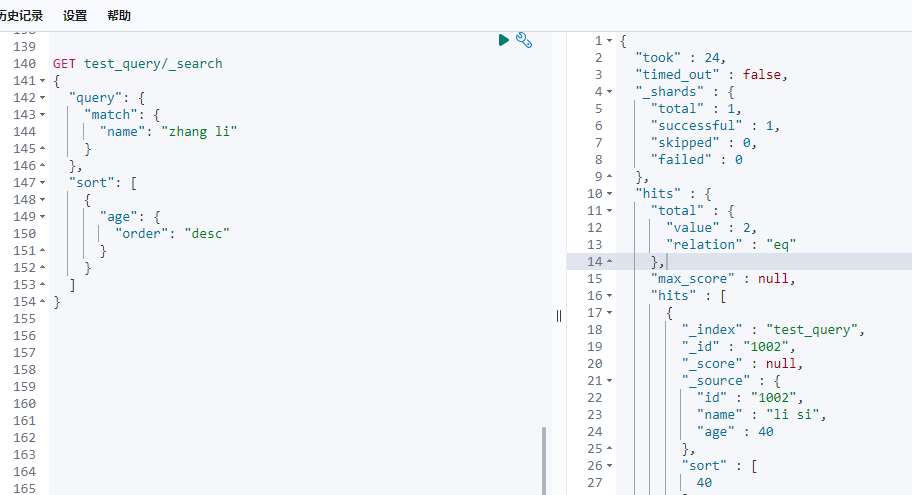 历史记录 设置 帮助
138
139
140 GET test_query/_search
141 {
142 "query": {
143 "match": {
144 "name": "zhang li"
145 }
146 },
147 "sort": [
148 {
149 "age": {
150 "order": "desc"
151 }
152 }
153 ]
154 }
155
156
157
158
159
160
161
162
163
164
165
1 {
2 "took" : 24,
3 "timed_out" : false,
4 "_shards" : {
5 "total" : 1,
6 "successful" : 1,
7 "skipped" : 0,
8 "failed" : 0
9 },
10 "hits" : {
11 "total" : {
12 "value" : 2,
13 "relation" : "eq"
14 },
15 "max_score" : null,
16 "hits" : [
17 {
18 "_index" : "test_query",
19 "_id" : "1002",
20 "_score" : null,
21 "_source" : {
22 "id" : "1002",
23 "name" : "li si",
24 "age" : 40
25 },
26 "sort" : [
27 40